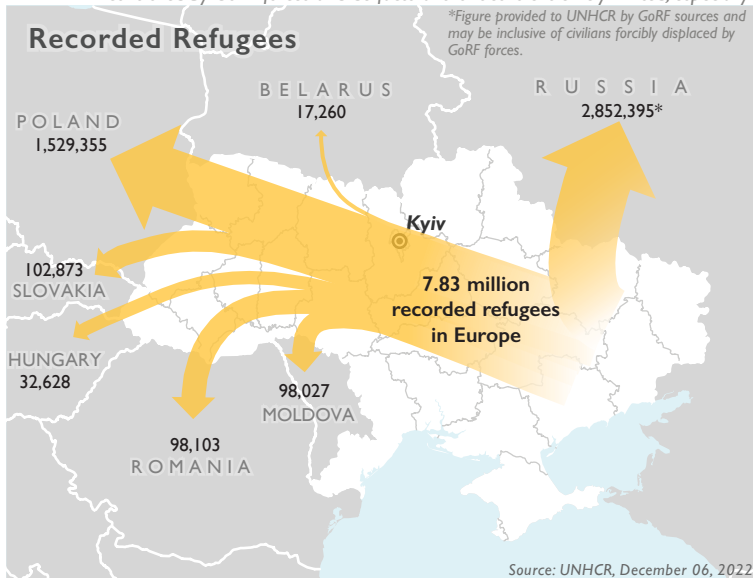 Recorded Refugees
*Figure provided to UNHCR by GoRF sources and
may be inclusive of civilians forcibly displaced by
GoRF forces.
BELARUS
17,260
RUSSIA
2,852,395*
POLAND
1,529,355
Kyiv
102,873
SLOVAKIA
7.83 million
recorded refugees
in Europe
HUNGARY
32,628
98,027
MOLDOVA
98,103
ROMANIA
Source: UNHCR, December 06, 2022